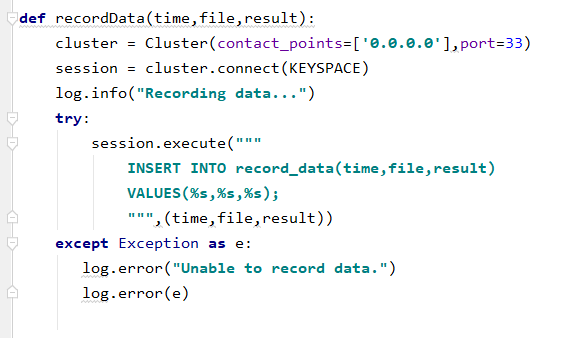 def recordData(time,file,result):
    cluster = Cluster(contact_points=['0.0.0.0'],port=33)
    session = cluster.connect(KEYSPACE)
    log.info("Recording data...")
    try:
        session.execute("""
            INSERT INTO record_data(time,file,result)
            VALUES(%s,%s,%s);
            """,(time,file,result))
    except Exception as e:
       log.error("Unable to record data.")
       log.error(e)